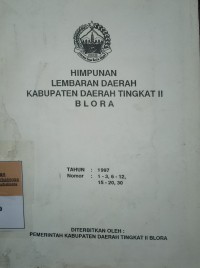 HIMPUNAN
LEMBARAN DAERAH
KABUPATEN DAERAH TINGKAT II
BLORA
TAHUN : 1997
Nomor : 1 - 3, 6 - 12,
15 - 20, 30
DITERBITKAN OLEH :
PEMERINTAH KABUPATEN DAERAH TINGKAT II BLORA